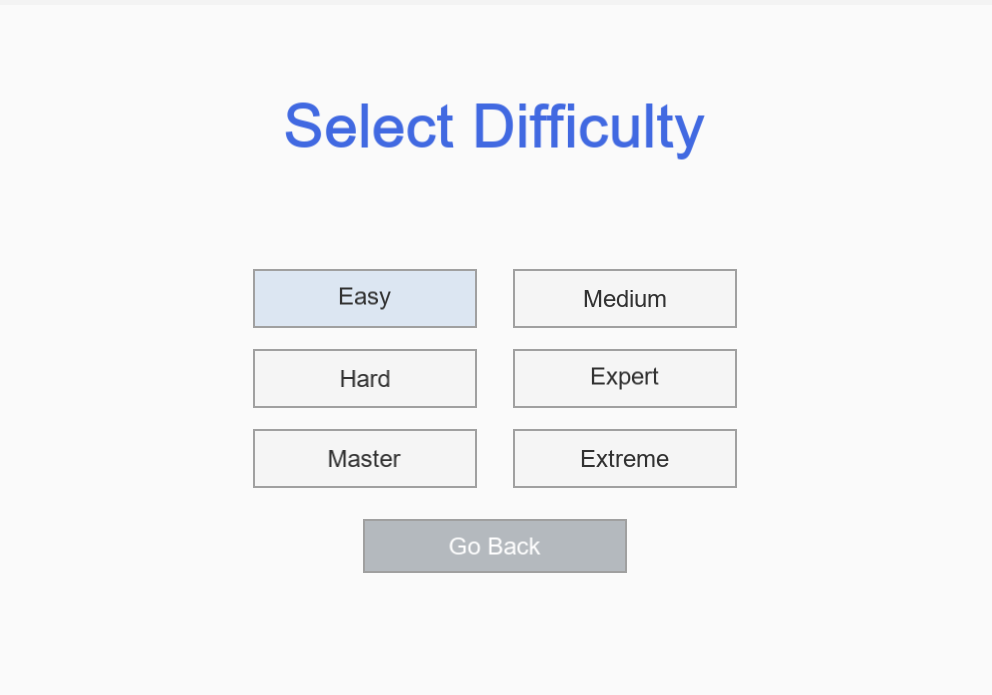 Select Difficulty
Easy
Medium
Hard
Expert
Master
Extreme
Go Back